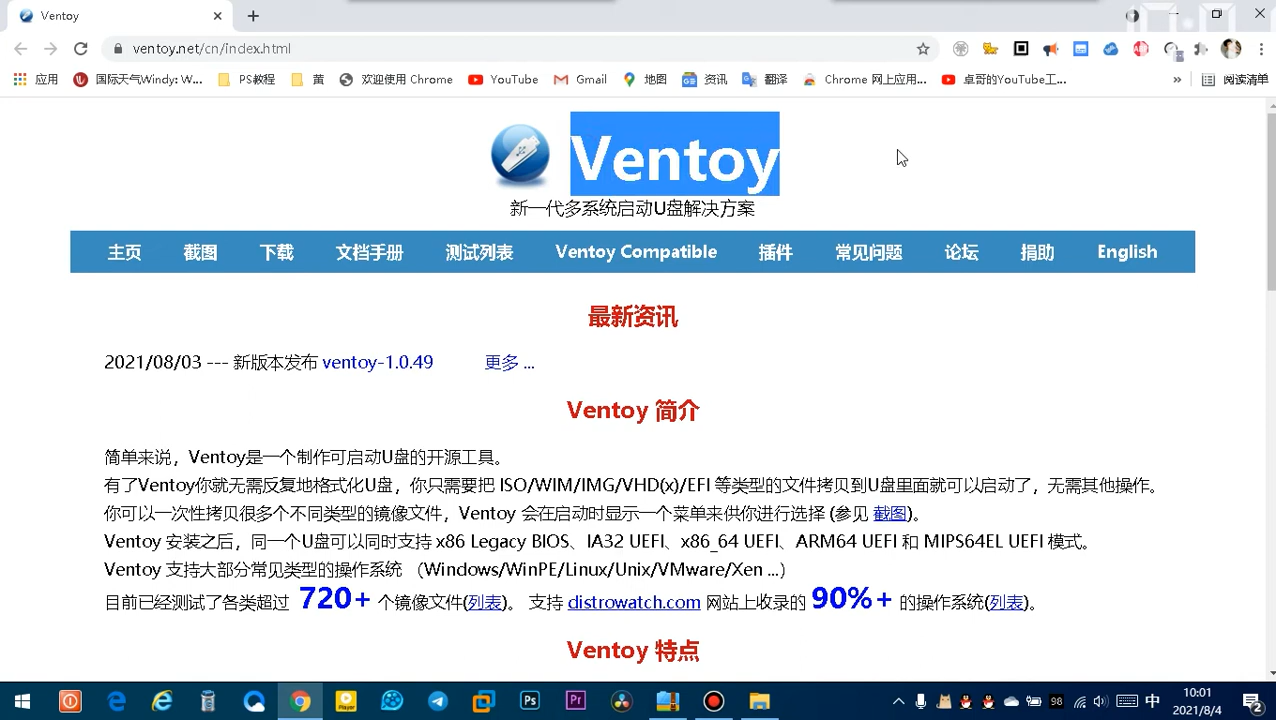 Ventoy
ventoy.net/cn/index.html
应用 国际天气Windy: W... PS教程 黄 欢迎使用 Chrome YouTube Gmail 地图 资讯 翻译 Chrome 网上应用... 卓哥的YouTube工... » 阅读清单
Ventoy
新一代多系统启动U盘解决方案
主页 截图 下载 文档手册 测试列表 Ventoy Compatible 插件 常见问题 论坛 捐助 English
最新资讯
2021/08/03 --- 新版本发布 ventoy-1.0.49 更多 ...
Ventoy 简介
简单来说，Ventoy是一个制作可启动U盘的开源工具。
有了Ventoy你就无需反复地格式化U盘，你只需要把 ISO/WIM/IMG/VHD(x)/EFI 等类型的文件拷贝到U盘里面就可以启动了，无需其他操作。
你可以一次性拷贝很多个不同类型的镜像文件，Ventoy 会在启动时显示一个菜单来供你进行选择 (参见 截图)。
Ventoy 安装之后，同一个U盘可以同时支持 x86 Legacy BIOS、IA32 UEFI、x86_64 UEFI、ARM64 UEFI 和 MIPS64EL UEFI 模式。
Ventoy 支持大部分常见类型的操作系统 （Windows/WinPE/Linux/Unix/VMware/Xen ...）
目前已经测试了各类超过 720+ 个镜像文件(列表)。 支持 distrowatch.com 网站上收录的 90%+ 的操作系统(列表)。
Ventoy 特点
Player Ps Pr 98 中 10:01
2021/8/4 2